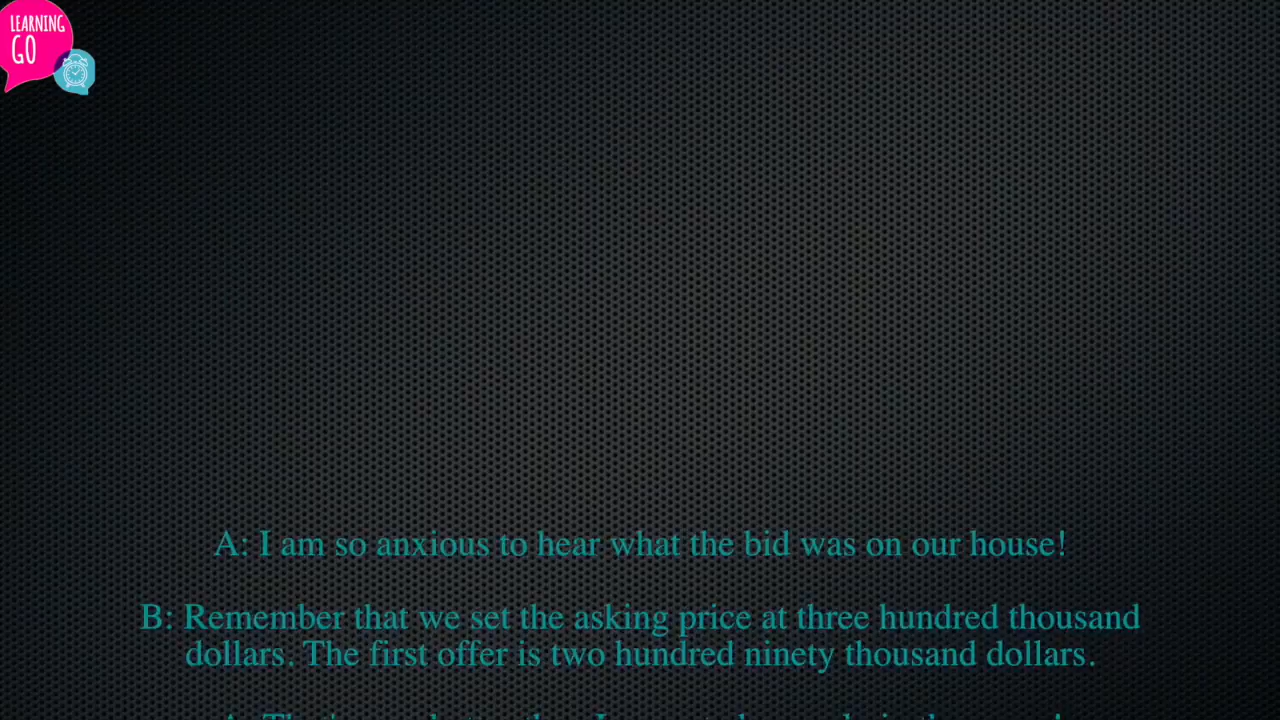 LEARNING
GO
A: I am so anxious to hear what the bid was on our house!
B: Remember that we set the asking price at three hundred thousand
dollars. The first offer is two hundred ninety thousand dollars.
A: That's